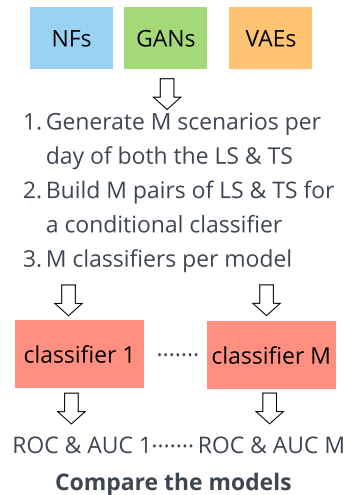 NFs GANs VAEs
1. Generate M scenarios per
day of both the LS & TS
2. Build M pairs of LS & TS for
a conditional classifier
3. M classifiers per model
classifier 1 ······· classifier M
ROC & AUC 1······· ROC & AUC M
Compare the models